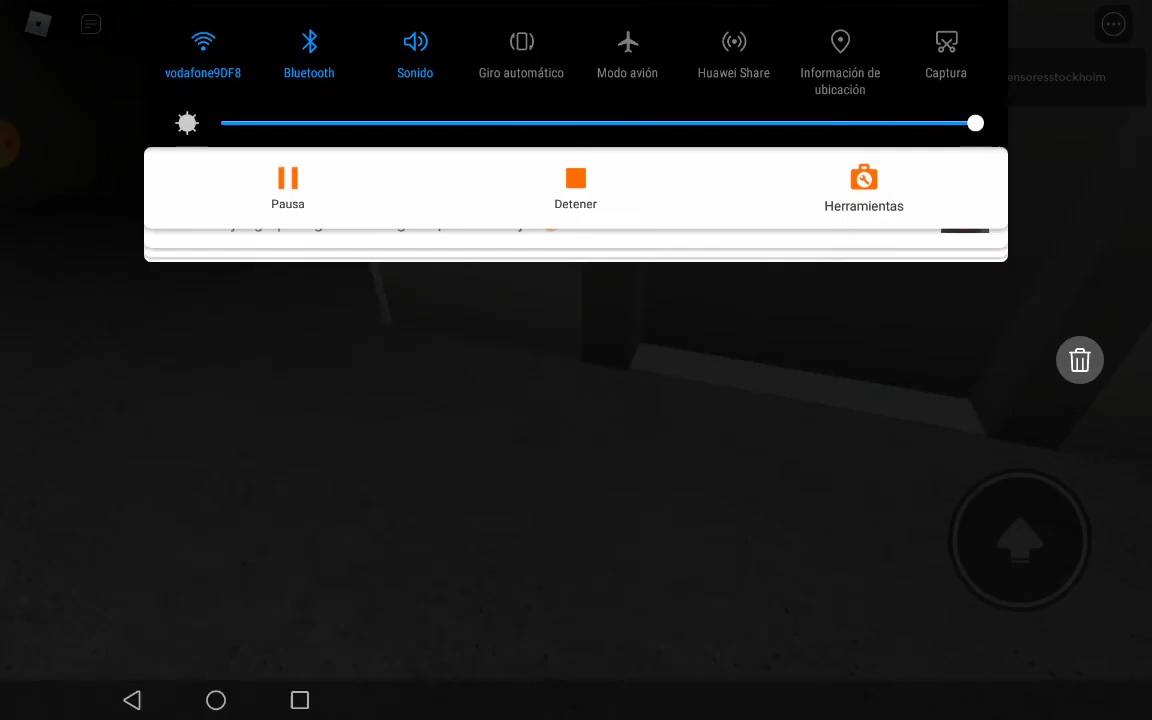 vodafone9DF8
Bluetooth
Sonido
Giro automático
Modo avión
Huawei Share
Información de
ubicación
Captura
ensoresstockholm
Pausa
Detener
Herramientas